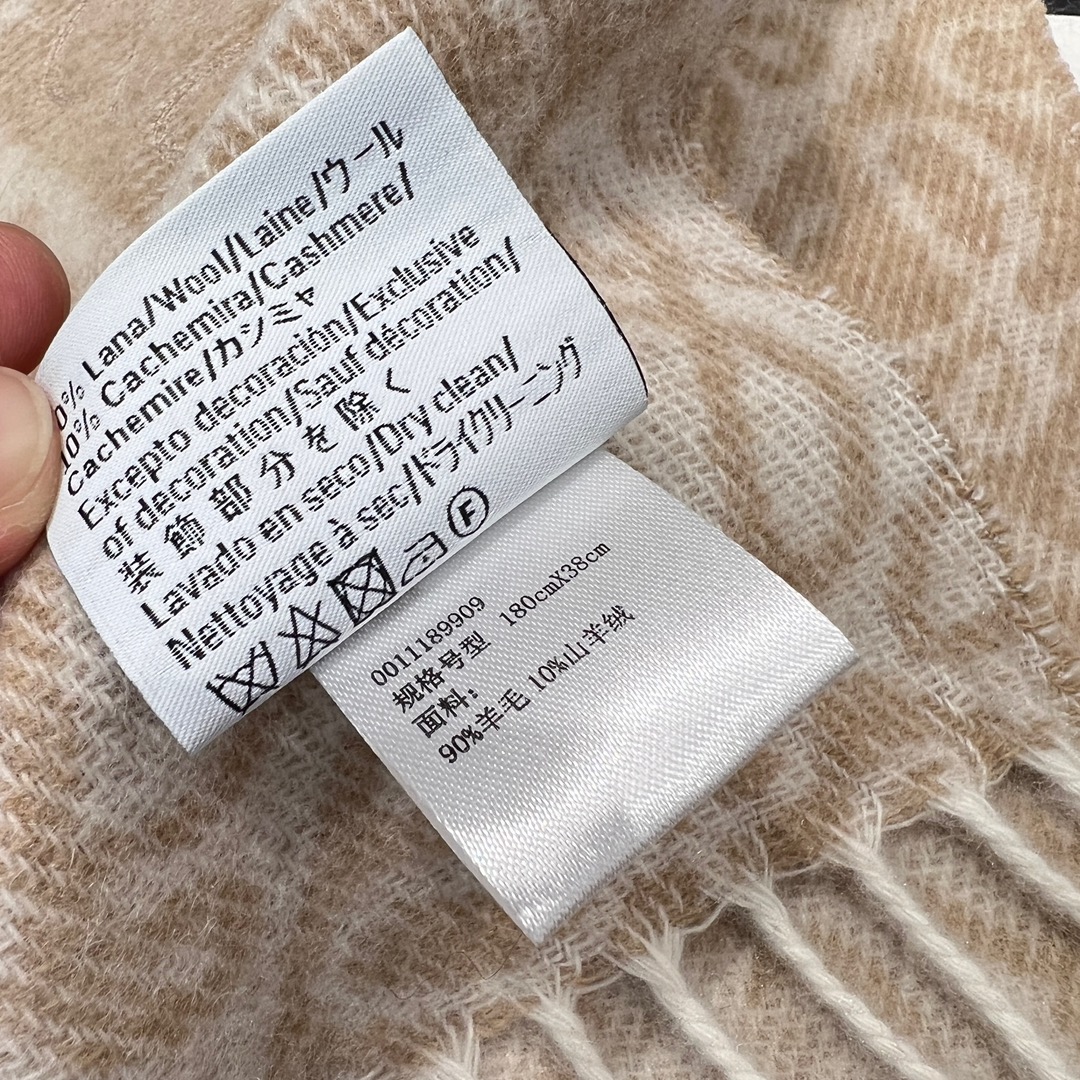 0% Lana/Wool/Laine/ウール
10% Cachemira/Cashmere/
Cachemire/カシミヤ
Excepto decoración/Exclusive
of decoration/Sauf décoration/
装飾部分を除く
Lavado en seco/Dry clean/
Nettoyage à sec/ドライクリーニング
F
0011189909
规格号型 180cmX38cm
面料:
90%羊毛 10%山羊绒